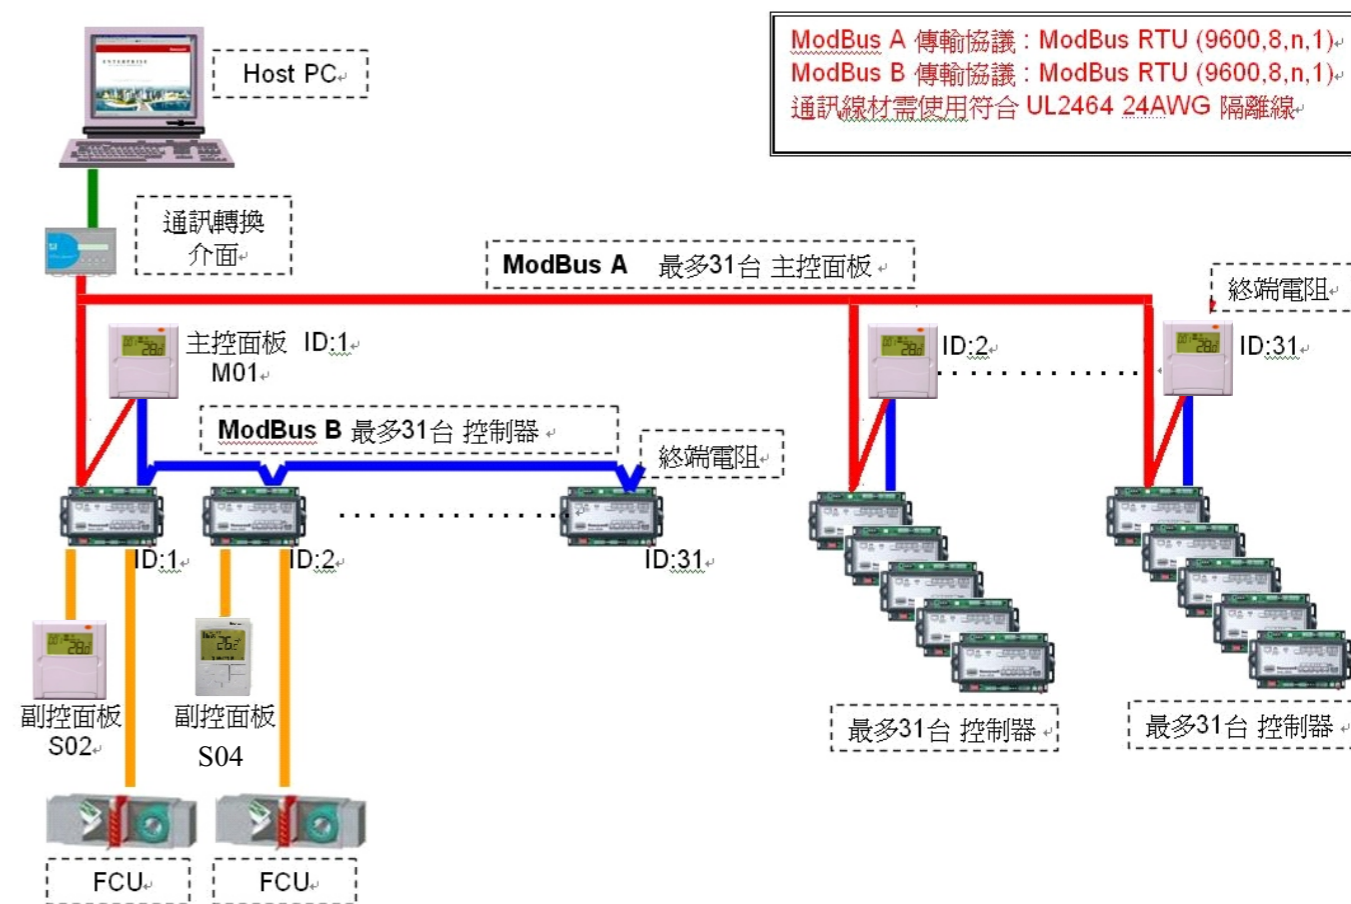 Host PC
ModBus A 傳輸協議 : ModBus RTU (9600,8,n,1)
ModBus B 傳輸協議 : ModBus RTU (9600,8,n,1)
通訊線材需使用符合 UL2464 24AWG 隔離線
通訊轉換
介面
ModBus A 最多31台 主控面板
終端電阻
主控面板 ID:1
M01
ID:2
ID:31
ModBus B 最多31台 控制器
終端電阻
ID:1
ID:2
ID:31
副控面板
S02
副控面板
S04
最多31台 控制器
最多31台 控制器
FCU
FCU